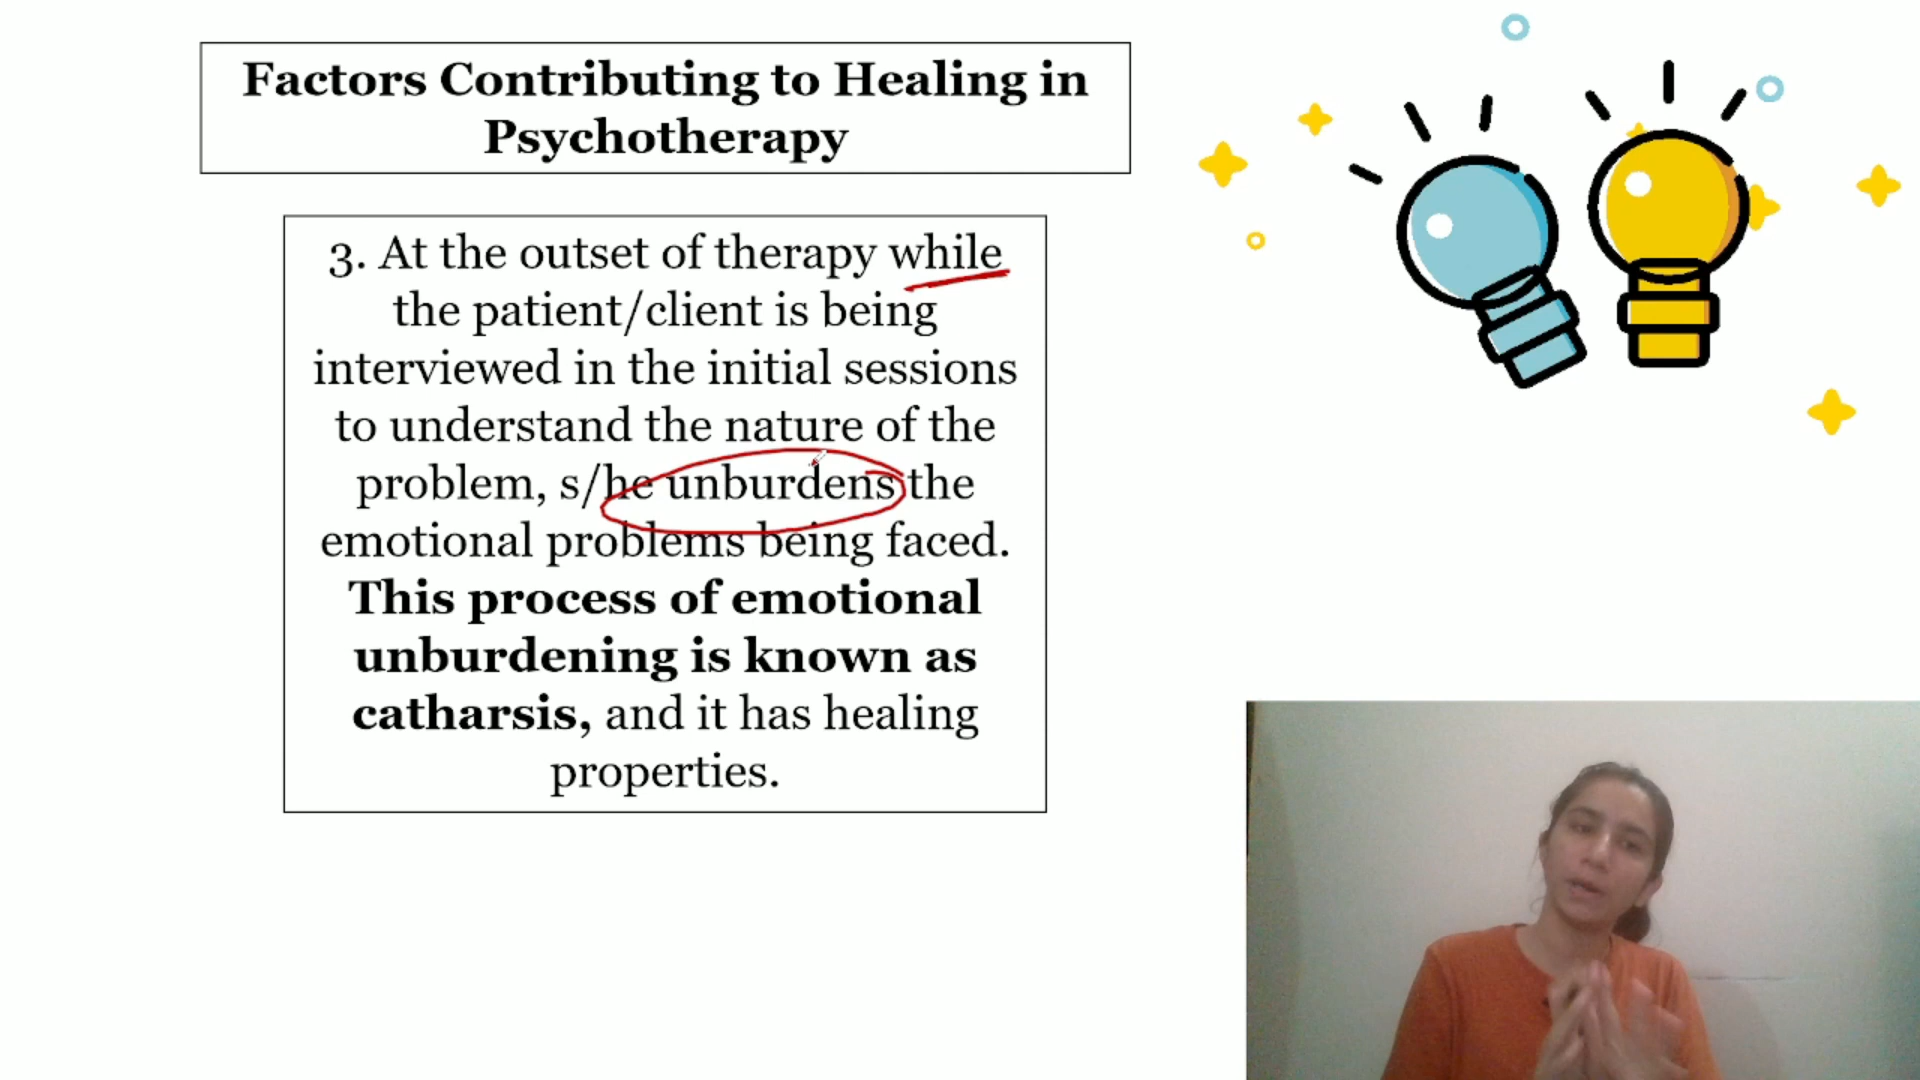 Factors Contributing to Healing in
Psychotherapy
3. At the outset of therapy while
the patient/client is being
interviewed in the initial sessions
to understand the nature of the
problem, s/he unburdens the
emotional problems being faced.
This process of emotional
unburdening is known as
catharsis, and it has healing
properties.